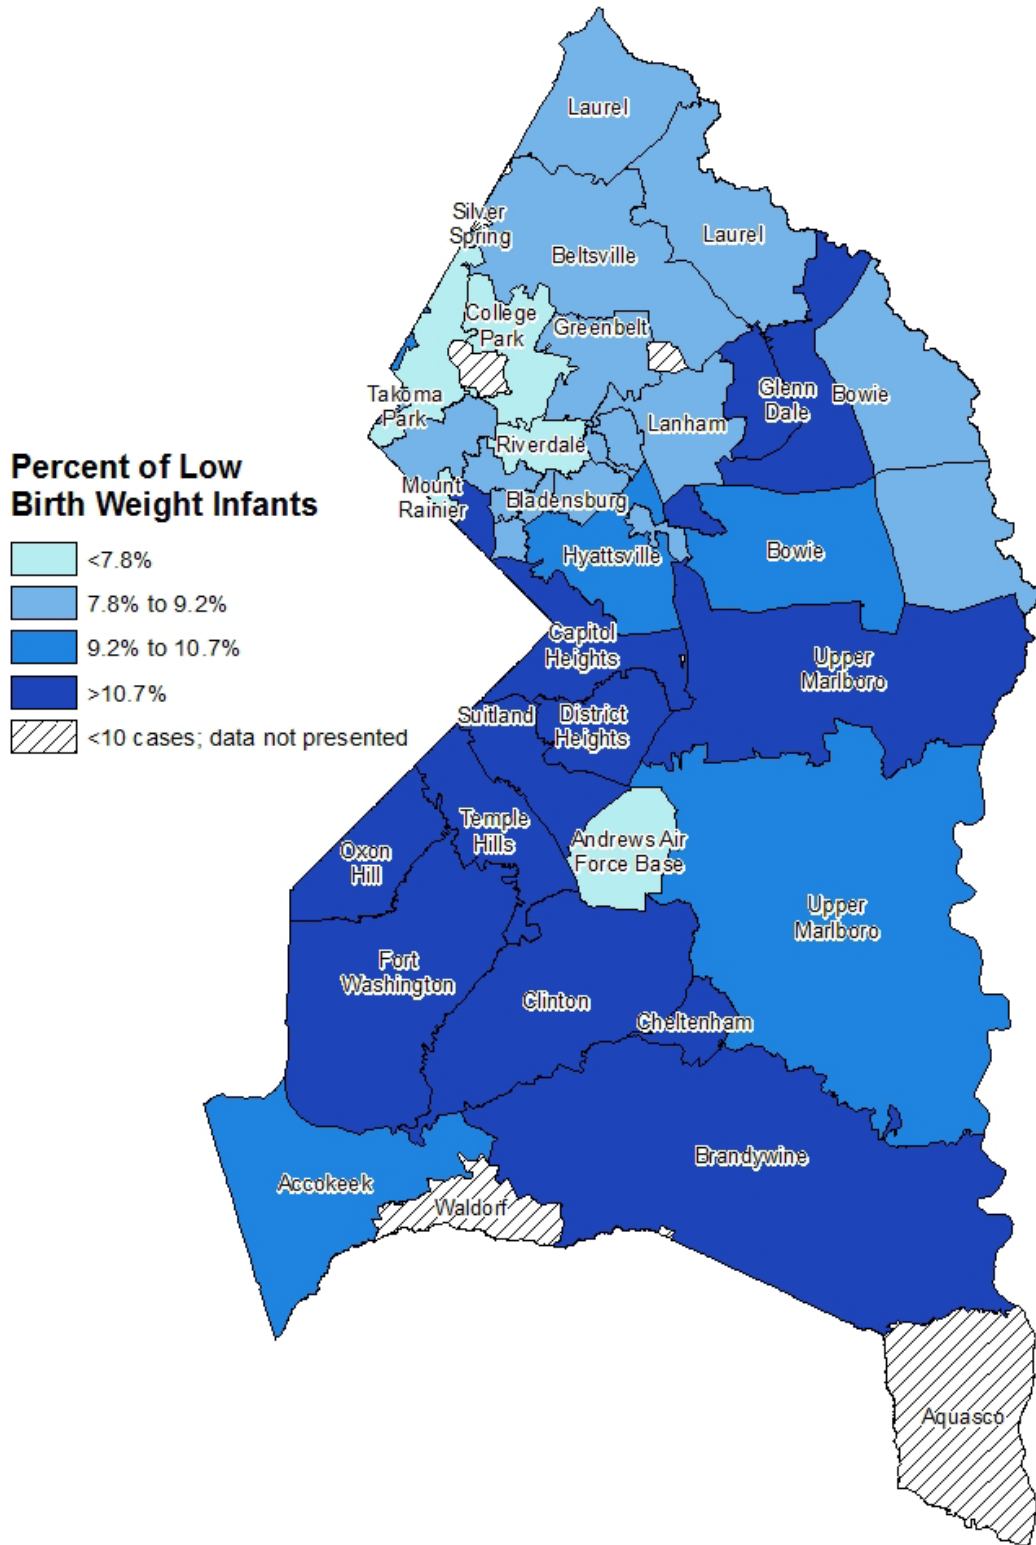 Laurel
Silver
Spring
Laurel
Beltsville
College
Park
Greenbelt
Takoma
Park
Glenn
Dale
Bowie
Lanham
Riverdale
Percent of Low
Birth Weight Infants
Mount
Rainier
Bladensburg
<7.8%
Hyattsville
Bowie
7.8% to 9.2%
9.2% to 10.7%
Capitol
Heights
Upper
Marlboro
>10.7%
Suitland
District
Heights
<10 cases; data not presented
Temple
Hills
Andrews Air
Force Base
Oxon
Hill
Upper
Marlboro
Fort
Washington
Clinton
Cheltenham
Brandywine
Accokeek
Waldorf
Aquasco